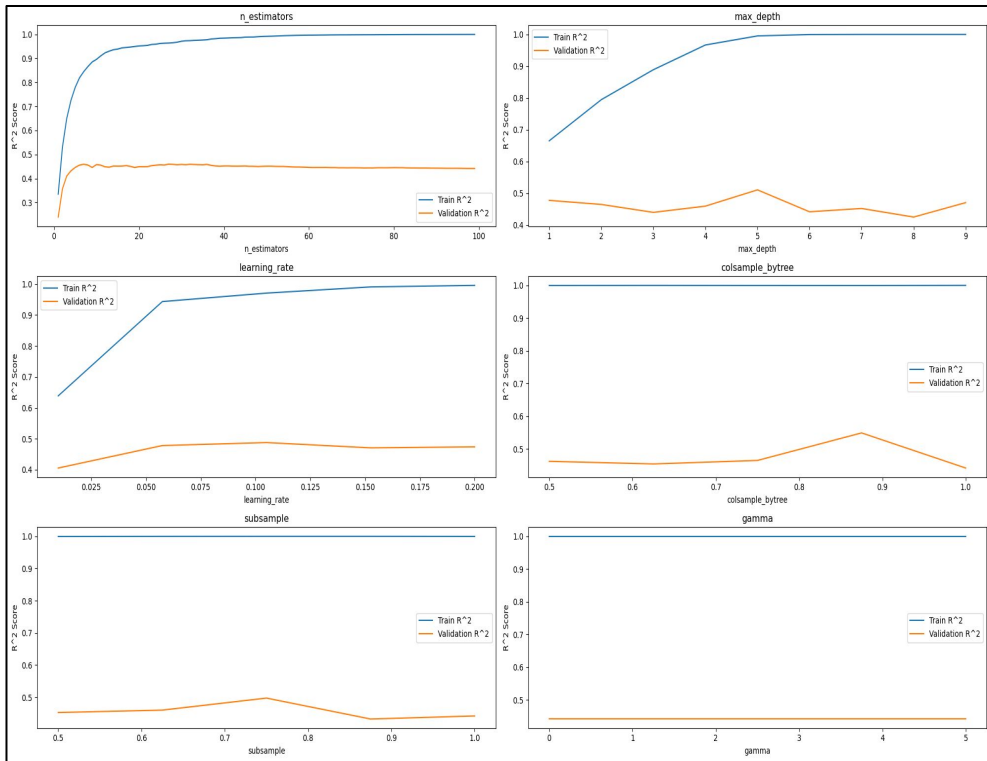 n_estimators
1.0
0.9
0.8
0.7
0.6
0.5
0.4
0.3
R^2 Score
Train R^2
Validation R^2
0 20 40 60 80 100
n_estimators
max_depth
1.0
0.9
0.8
0.7
0.6
0.5
0.4
R^2 Score
Train R^2
Validation R^2
1 2 3 4 5 6 7 8 9
max_depth
learning_rate
1.0
0.9
0.8
0.7
0.6
0.5
0.4
R^2 Score
Train R^2
Validation R^2
0.025 0.050 0.075 0.100 0.125 0.150 0.175 0.200
learning_rate
colsample_bytree
1.0
0.9
0.8
0.7
0.6
0.5
R^2 Score
Train R^2
Validation R^2
0.5 0.6 0.7 0.8 0.9 1.0
colsample_bytree
subsample
1.0
0.9
0.8
0.7
0.6
0.5
R^2 Score
Train R^2
Validation R^2
0.5 0.6 0.7 0.8 0.9 1.0
subsample
gamma
1.0
0.9
0.8
0.7
0.6
0.5
R^2 Score
Train R^2
Validation R^2
0 1 2 3 4 5
gamma